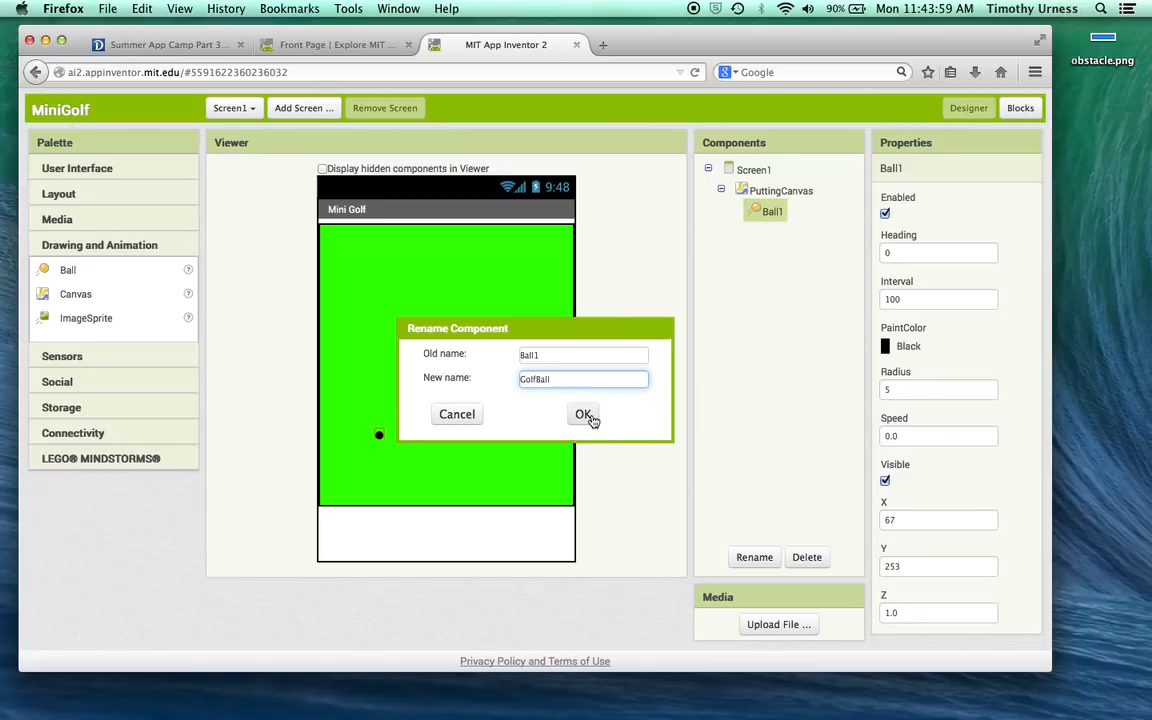 Firefox File Edit View History Bookmarks Tools Window Help
90% Mon 11:43:59 AM Timothy Urness
Summer App Camp Part 3...
Front Page | Explore MIT ...
MIT App Inventor 2
ai2.appinventor.mit.edu/#5591622360236032
Google
obstacle.png
MiniGolf
Screen1
Add Screen ...
Remove Screen
Designer
Blocks
Palette
User Interface
Layout
Media
Drawing and Animation
Ball ?
Canvas ?
ImageSprite ?
Sensors
Social
Storage
Connectivity
LEGO® MINDSTORMS®
Viewer
Display hidden components in Viewer
9:48
Mini Golf
Rename Component
Old name: Ball1
New name: GolfBall
Cancel
OK
Components
Screen1
PuttingCanvas
Ball1
Rename
Delete
Media
Upload File ...
Properties
Ball1
Enabled
Heading
0
Interval
100
PaintColor
Black
Radius
5
Speed
0.0
Visible
X
67
Y
253
Z
1.0
Privacy Policy and Terms of Use